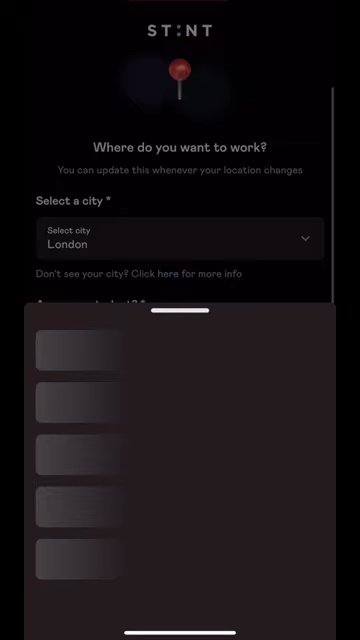 ST:NT
Where do you want to work?
You can update this whenever your location changes
Select a city *
Select city
London
Don't see your city? Click here for more info